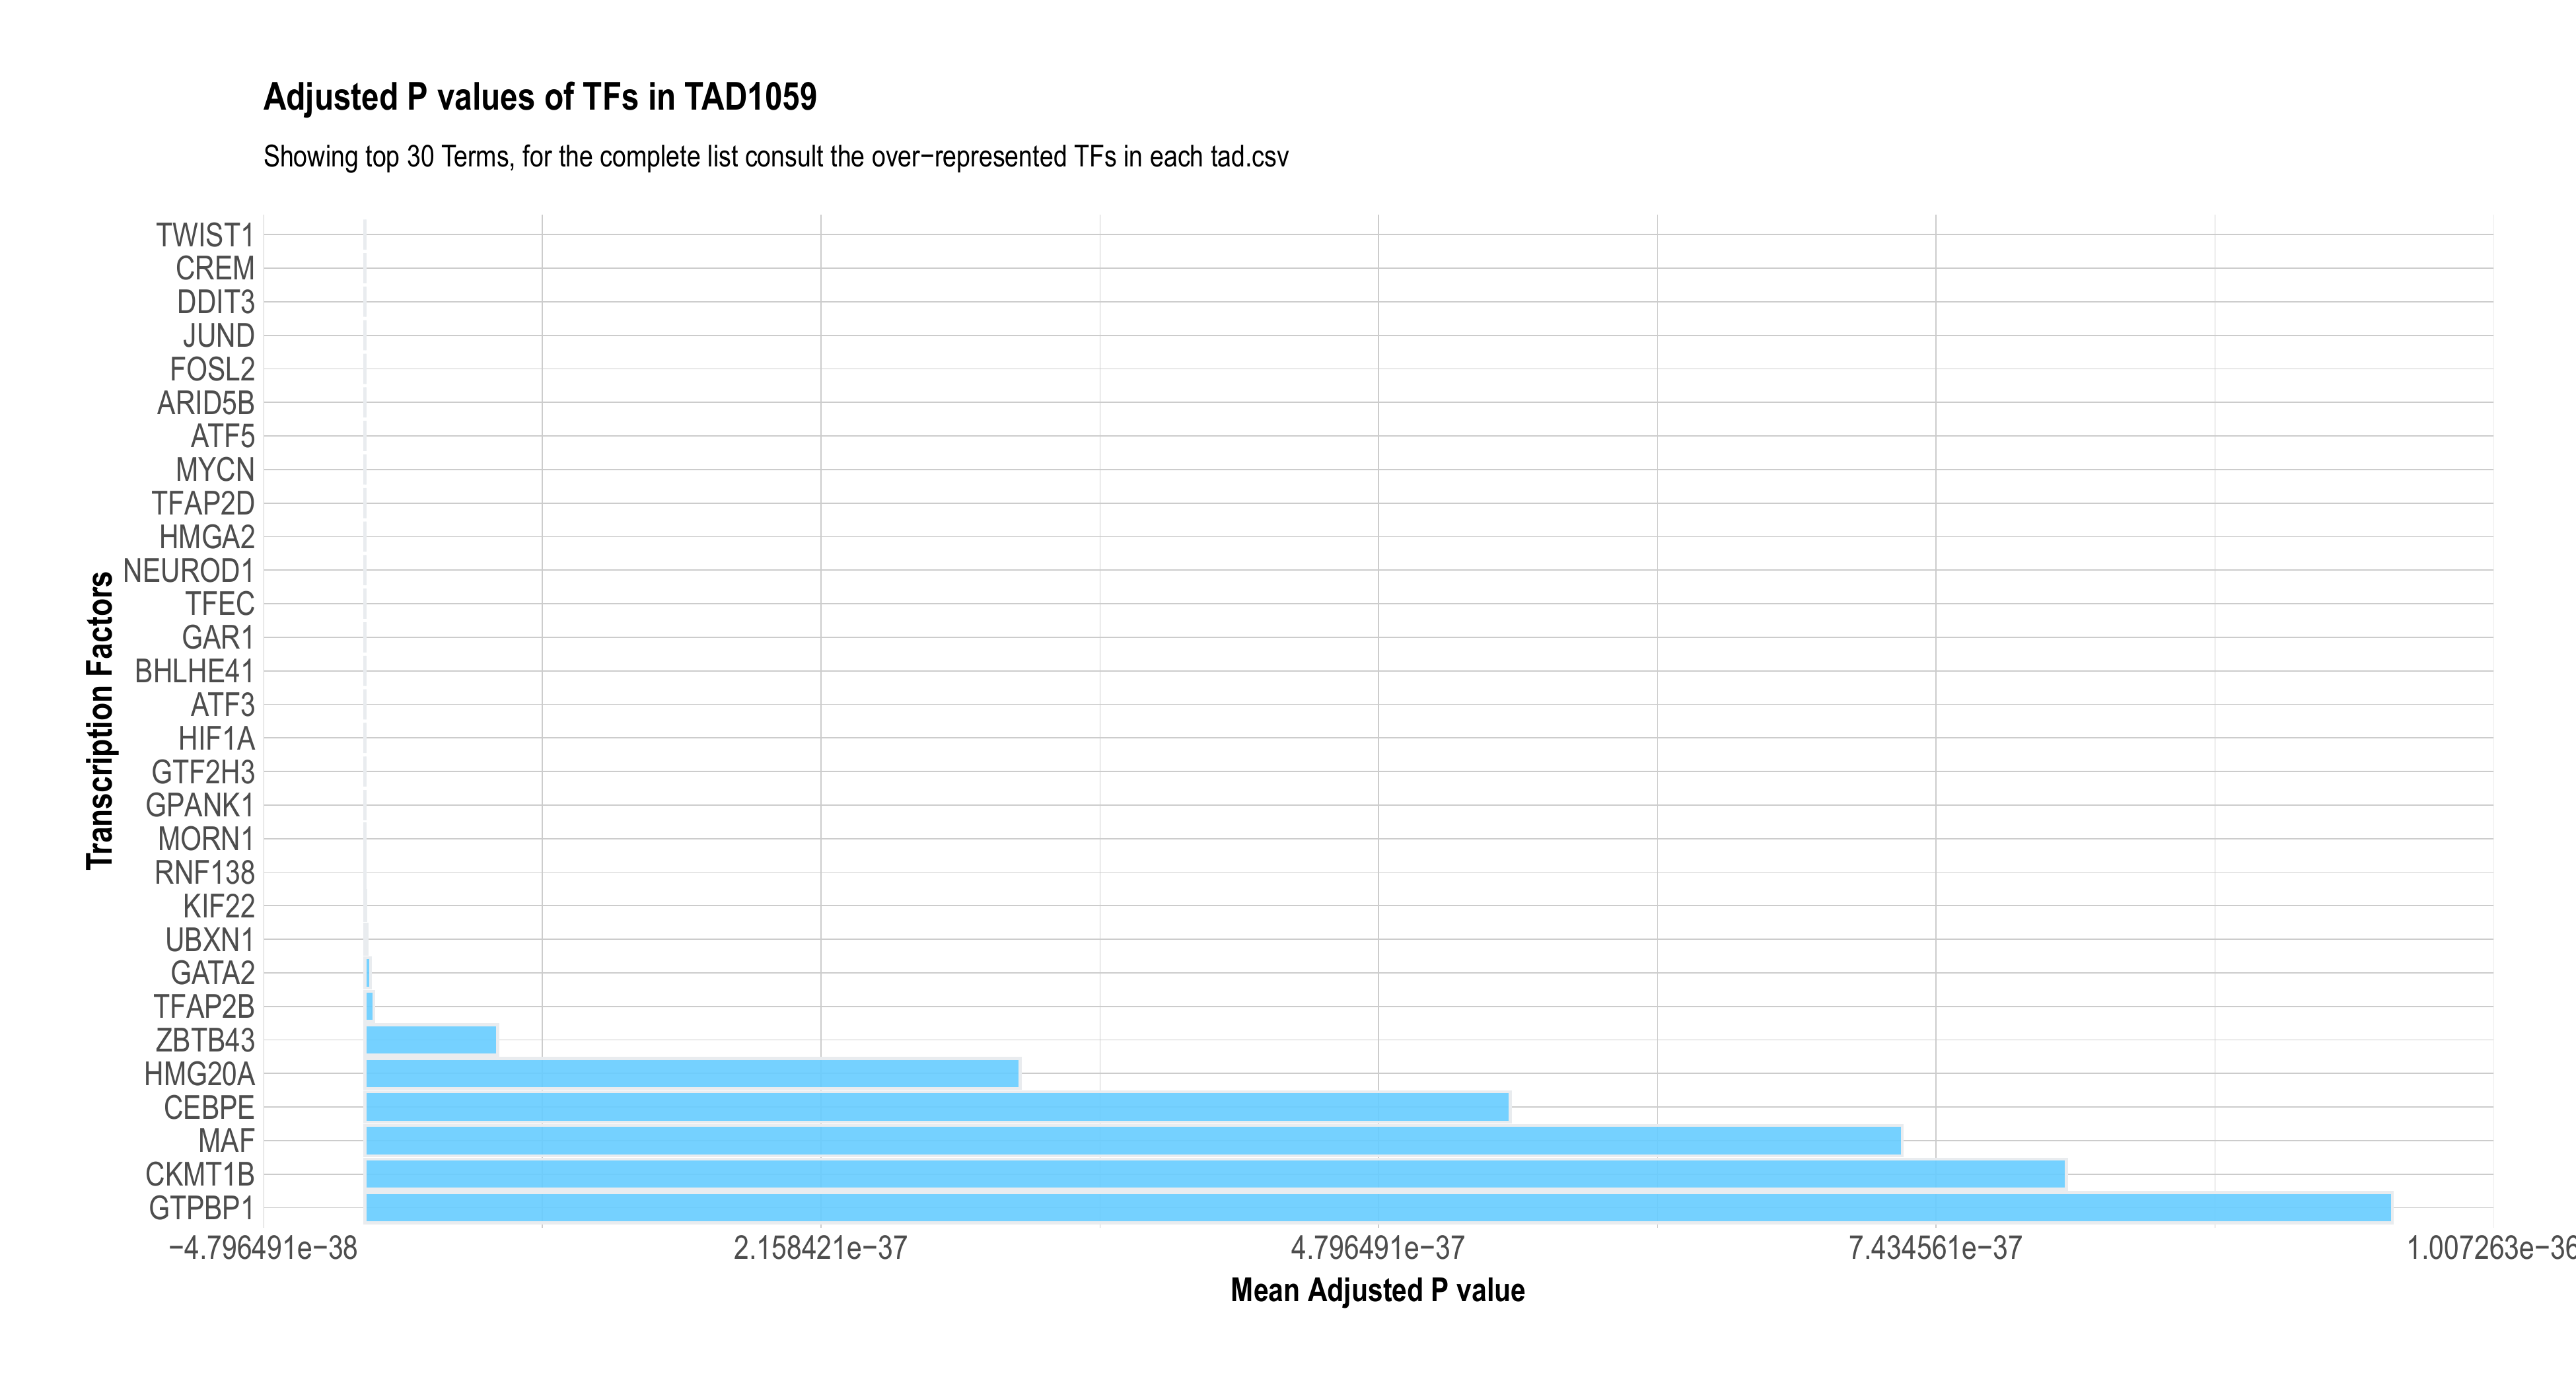 Adjusted P values of TFs in TAD1059
Showing top 30 Terms, for the complete list consult the over−represented TFs in each tad.csv
Transcription Factors
TWIST1
CREM
DDIT3
JUND
FOSL2
ARID5B
ATF5
MYCN
TFAP2D
HMGA2
NEUROD1
TFEC
GAR1
BHLHE41
ATF3
HIF1A
GTF2H3
GPANK1
MORN1
RNF138
KIF22
UBXN1
GATA2
TFAP2B
ZBTB43
HMG20A
CEBPE
MAF
CKMT1B
GTPBP1
−4.796491e−38 2.158421e−37 4.796491e−37 7.434561e−37 1.007263e−36
Mean Adjusted P value